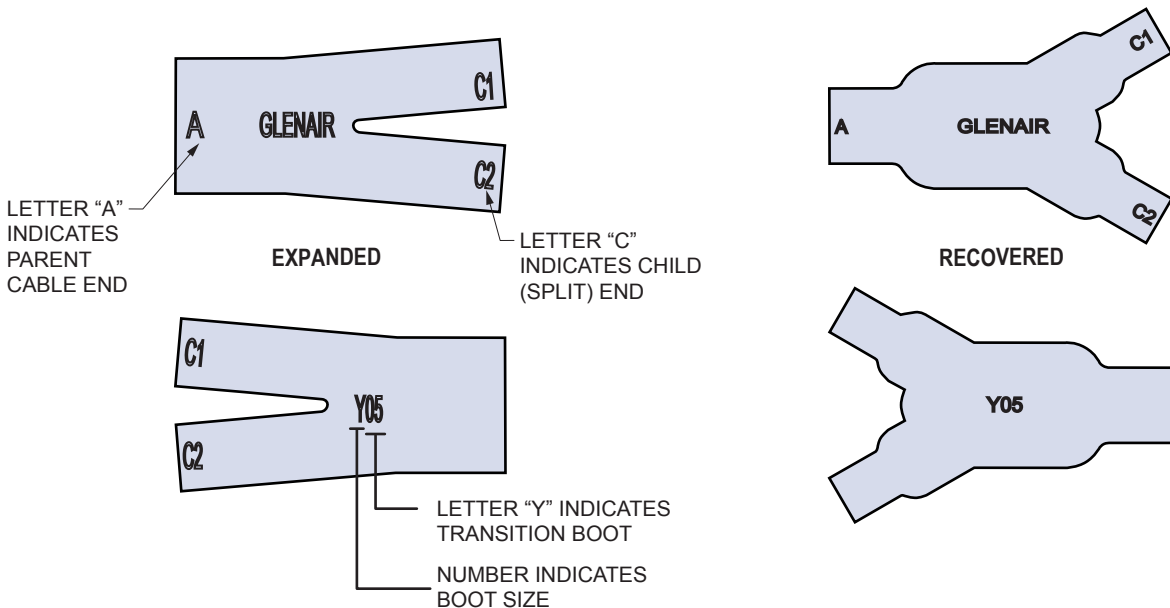 A
GLENAIR
C1
C2
LETTER “A”
INDICATES
PARENT
CABLE END
EXPANDED
LETTER “C”
INDICATES CHILD
(SPLIT) END
A
GLENAIR
C1
C2
RECOVERED
C1
C2
Y05
LETTER “Y” INDICATES
TRANSITION BOOT
NUMBER INDICATES
BOOT SIZE
Y05